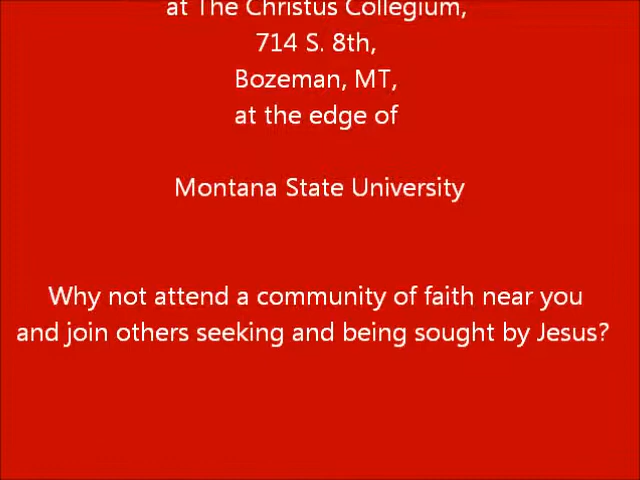 at The Christus Collegium,
714 S. 8th,
Bozeman, MT,
at the edge of
Montana State University
Why not attend a community of faith near you
and join others seeking and being sought by Jesus?